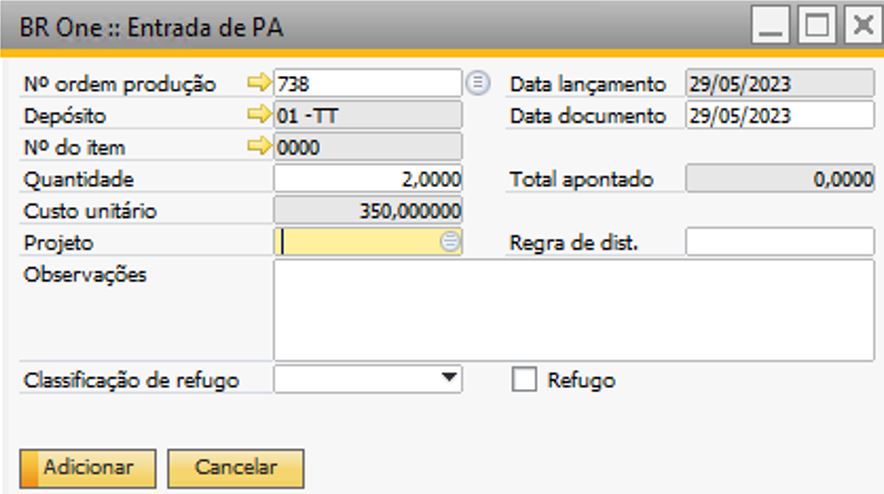 BR One :: Entrada de PA
Nº ordem produção 738 Data lançamento 29/05/2023
Depósito 01 -TT Data documento 29/05/2023
Nº do item 0000
Quantidade 2,0000 Total apontado 0,0000
Custo unitário 350,000000
Projeto Regra de dist.
Observações
Classificação de refugo Refugo
Adicionar Cancelar